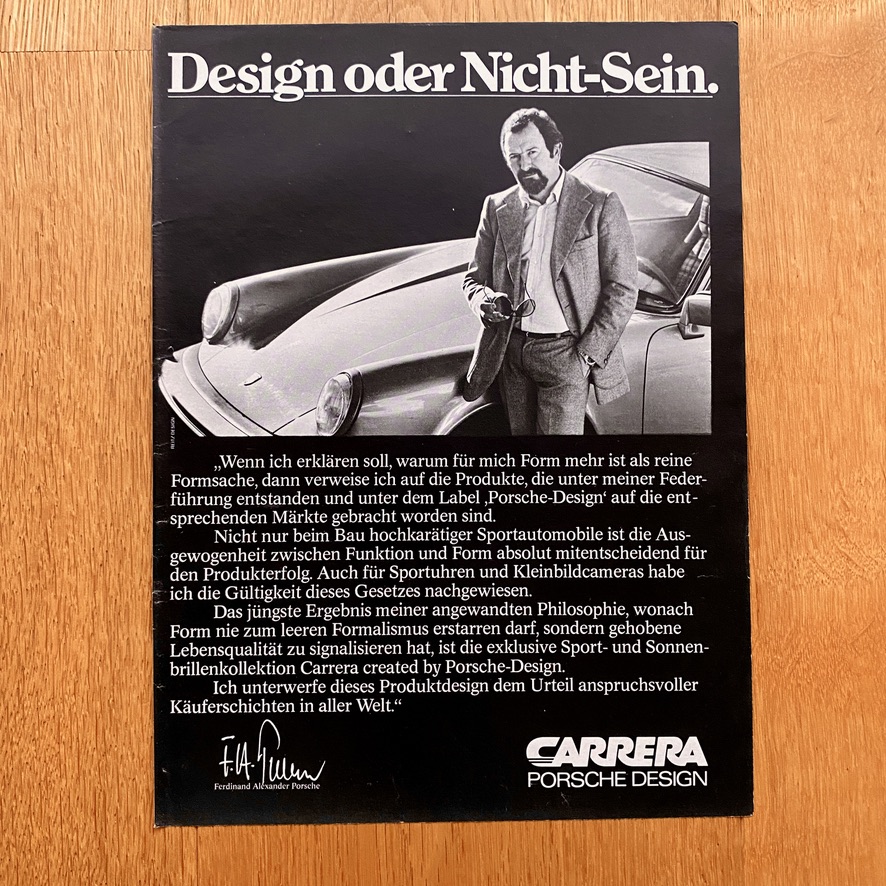 Design oder Nicht-Sein.
„Wenn ich erklären soll, warum für mich Form mehr ist als reine
Formsache, dann verweise ich auf die Produkte, die unter meiner Feder-
führung entstanden und unter dem Label ‚Porsche-Design‘ auf die ent-
sprechenden Märkte gebracht worden sind.
Nicht nur beim Bau hochkarätiger Sportautomobile ist die Aus-
gewogenheit zwischen Funktion und Form absolut mitentscheidend für
den Produkterfolg. Auch für Sportuhren und Kleinbildcameras habe
ich die Gültigkeit dieses Gesetzes nachgewiesen.
Das jüngste Ergebnis meiner angewandten Philosophie, wonach
Form nie zum leeren Formalismus erstarren darf, sondern gehobene
Lebensqualität zu signalisieren hat, ist die exklusive Sport- und Sonnen-
brillenkollektion Carrera created by Porsche-Design.
Ich unterwerfe dieses Produktdesign dem Urteil anspruchsvoller
Käuferschichten in aller Welt.“
Ferdinand Alexander Porsche
CARRERA
PORSCHE DESIGN